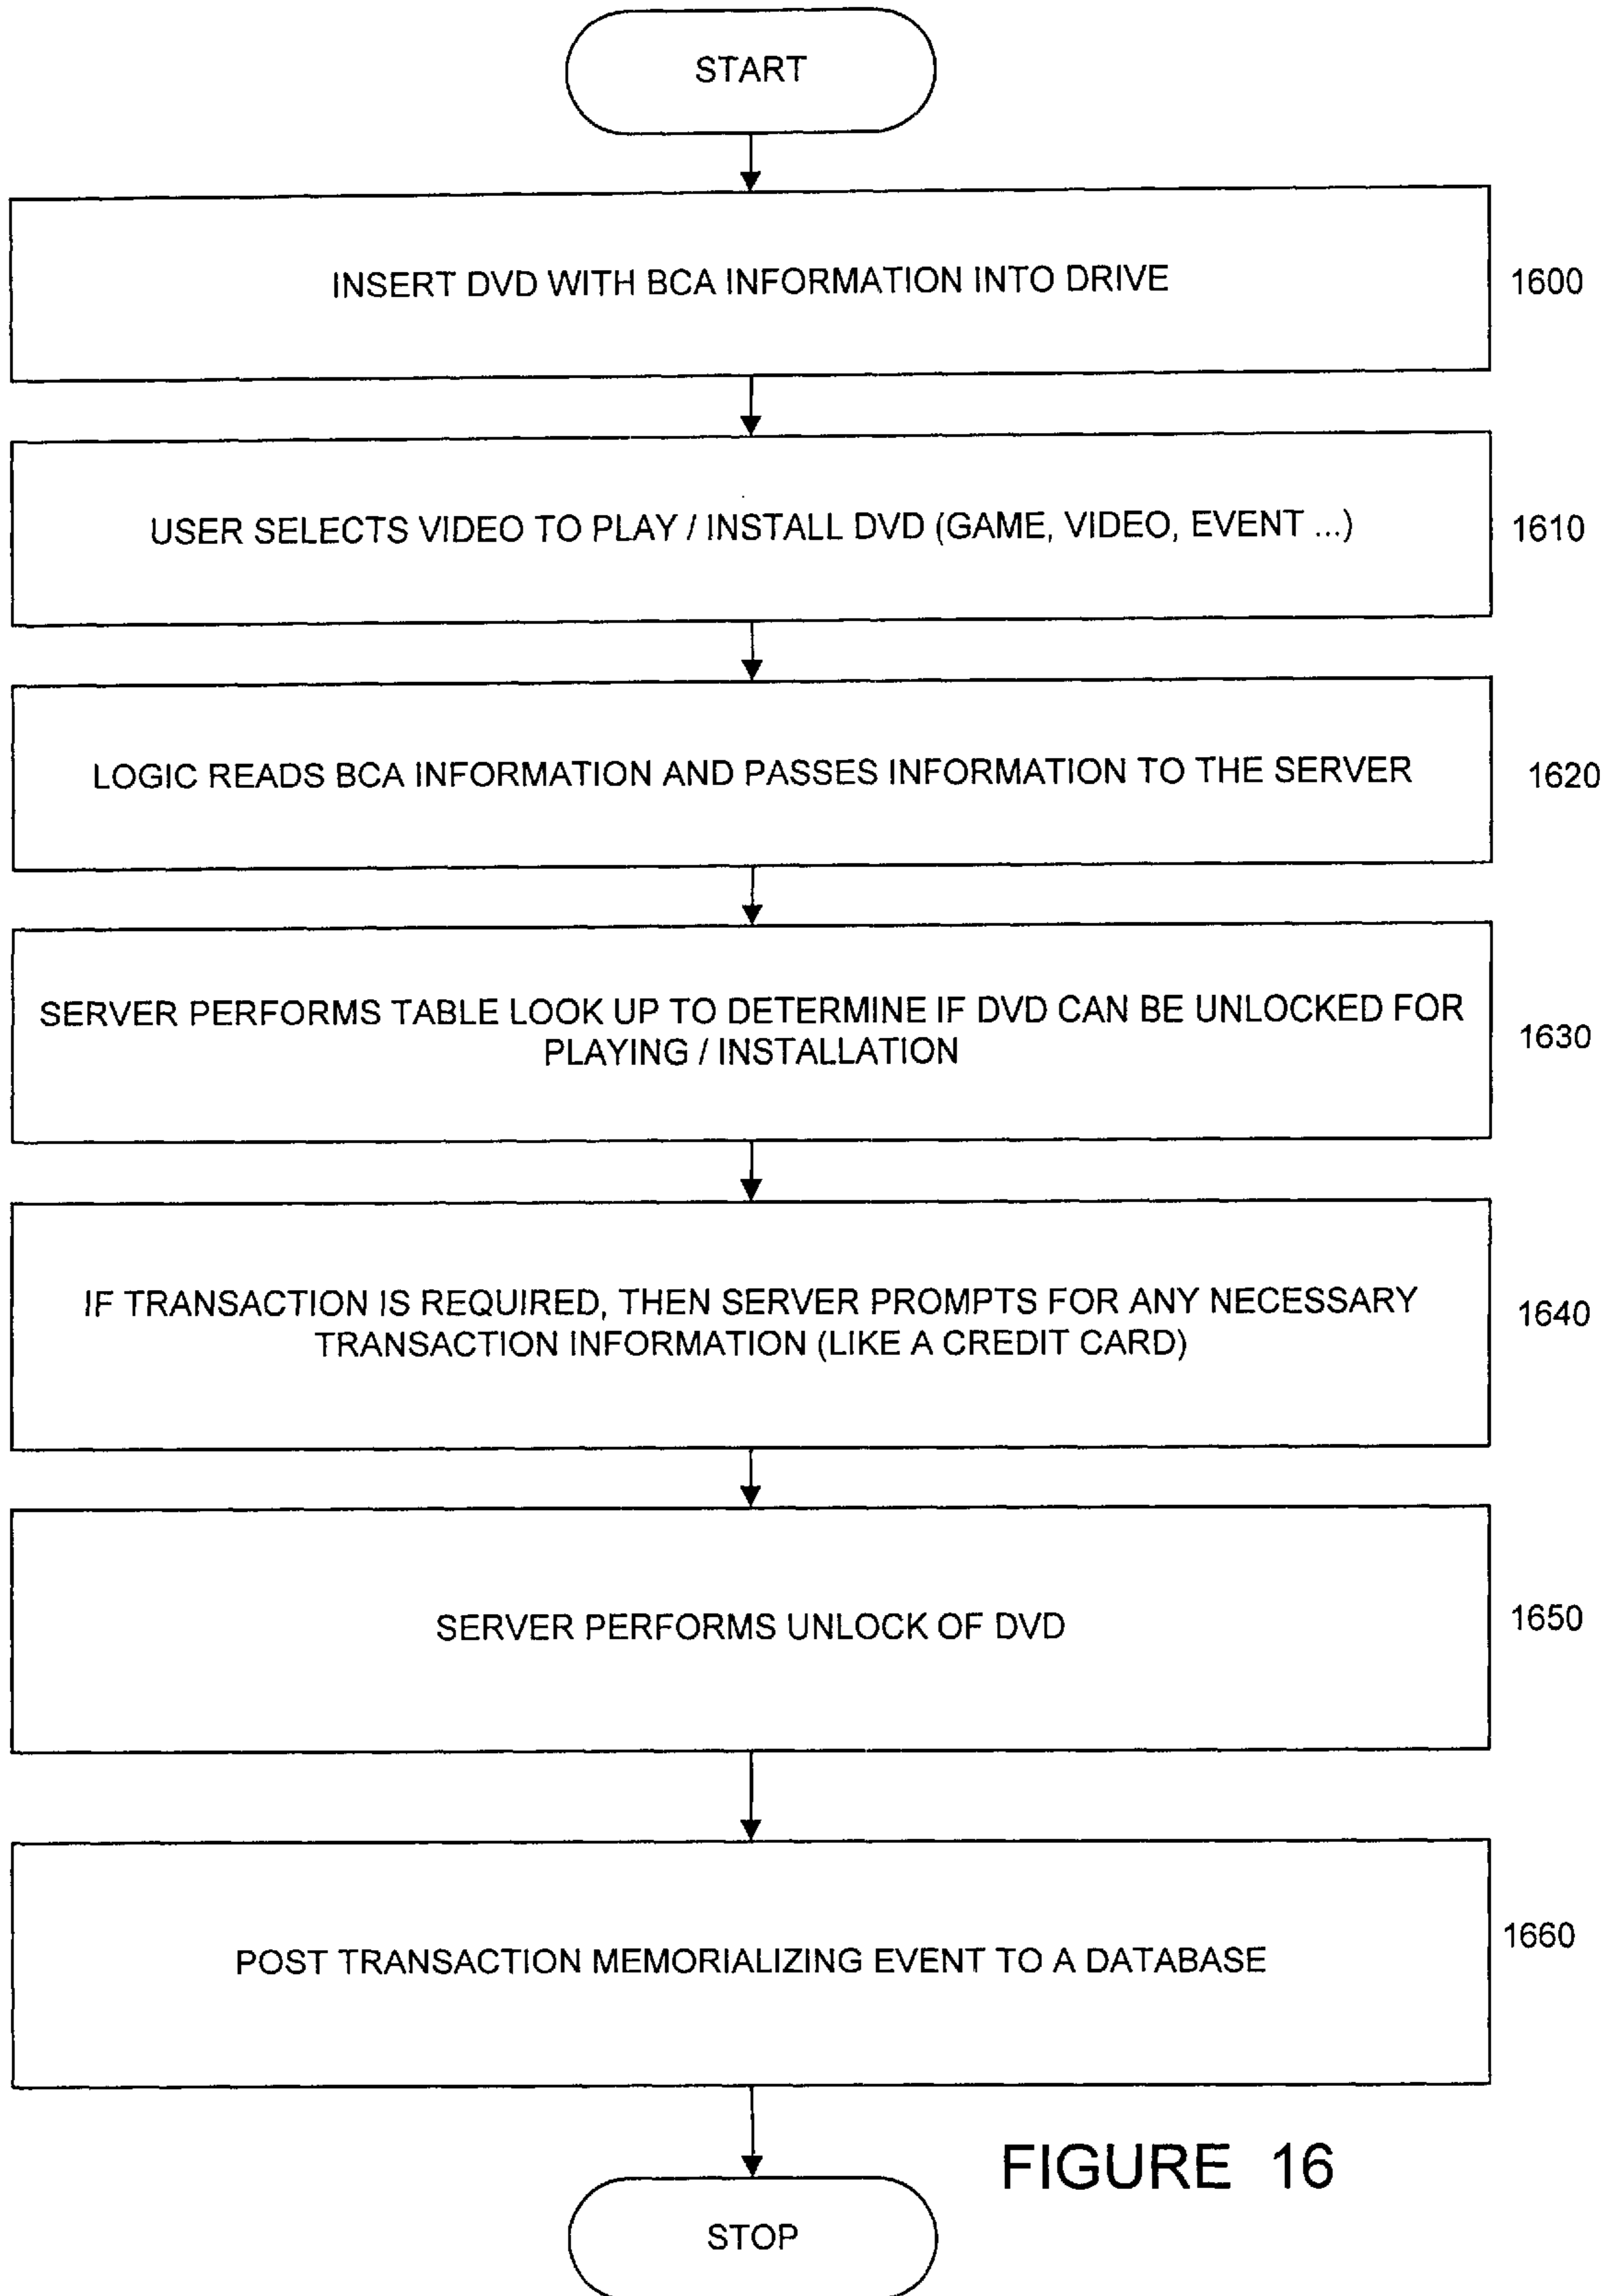 START
INSERT DVD WITH BCA INFORMATION INTO DRIVE
1600
USER SELECTS VIDEO TO PLAY / INSTALL DVD (GAME, VIDEO, EVENT ...)
1610
LOGIC READS BCA INFORMATION AND PASSES INFORMATION TO THE SERVER
1620
SERVER PERFORMS TABLE LOOK UP TO DETERMINE IF DVD CAN BE UNLOCKED FOR
PLAYING / INSTALLATION
1630
IF TRANSACTION IS REQUIRED, THEN SERVER PROMPTS FOR ANY NECESSARY
TRANSACTION INFORMATION (LIKE A CREDIT CARD)
1640
SERVER PERFORMS UNLOCK OF DVD
1650
POST TRANSACTION MEMORIALIZING EVENT TO A DATABASE
1660
FIGURE 16
STOP